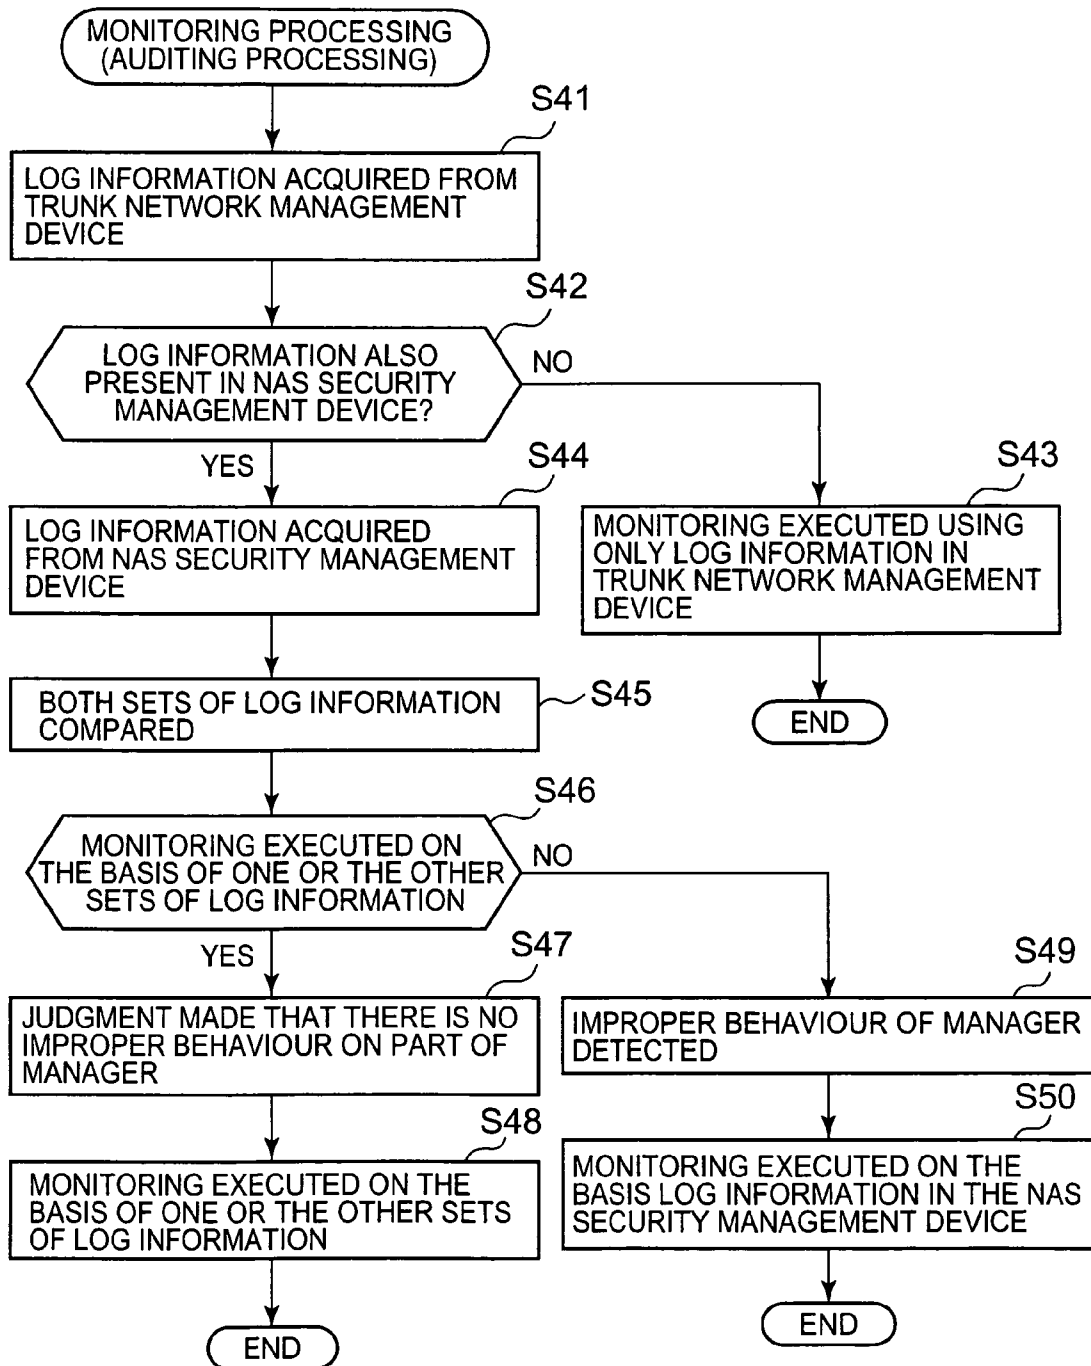 MONITORING PROCESSING
(AUDITING PROCESSING)
S41
LOG INFORMATION ACQUIRED FROM
TRUNK NETWORK MANAGEMENT
DEVICE
S42
LOG INFORMATION ALSO
PRESENT IN NAS SECURITY
MANAGEMENT DEVICE?
NO
YES
S44
LOG INFORMATION ACQUIRED
FROM NAS SECURITY MANAGEMENT
DEVICE
S43
MONITORING EXECUTED USING
ONLY LOG INFORMATION IN
TRUNK NETWORK MANAGEMENT
DEVICE
END
S45
BOTH SETS OF LOG INFORMATION
COMPARED
S46
MONITORING EXECUTED ON
THE BASIS OF ONE OR THE OTHER
SETS OF LOG INFORMATION
NO
YES
S47
JUDGMENT MADE THAT THERE IS NO
IMPROPER BEHAVIOUR ON PART OF
MANAGER
S48
MONITORING EXECUTED ON THE
BASIS OF ONE OR THE OTHER SETS
OF LOG INFORMATION
END
S49
IMPROPER BEHAVIOUR OF MANAGER
DETECTED
S50
MONITORING EXECUTED ON THE
BASIS LOG INFORMATION IN THE NAS
SECURITY MANAGEMENT DEVICE
END